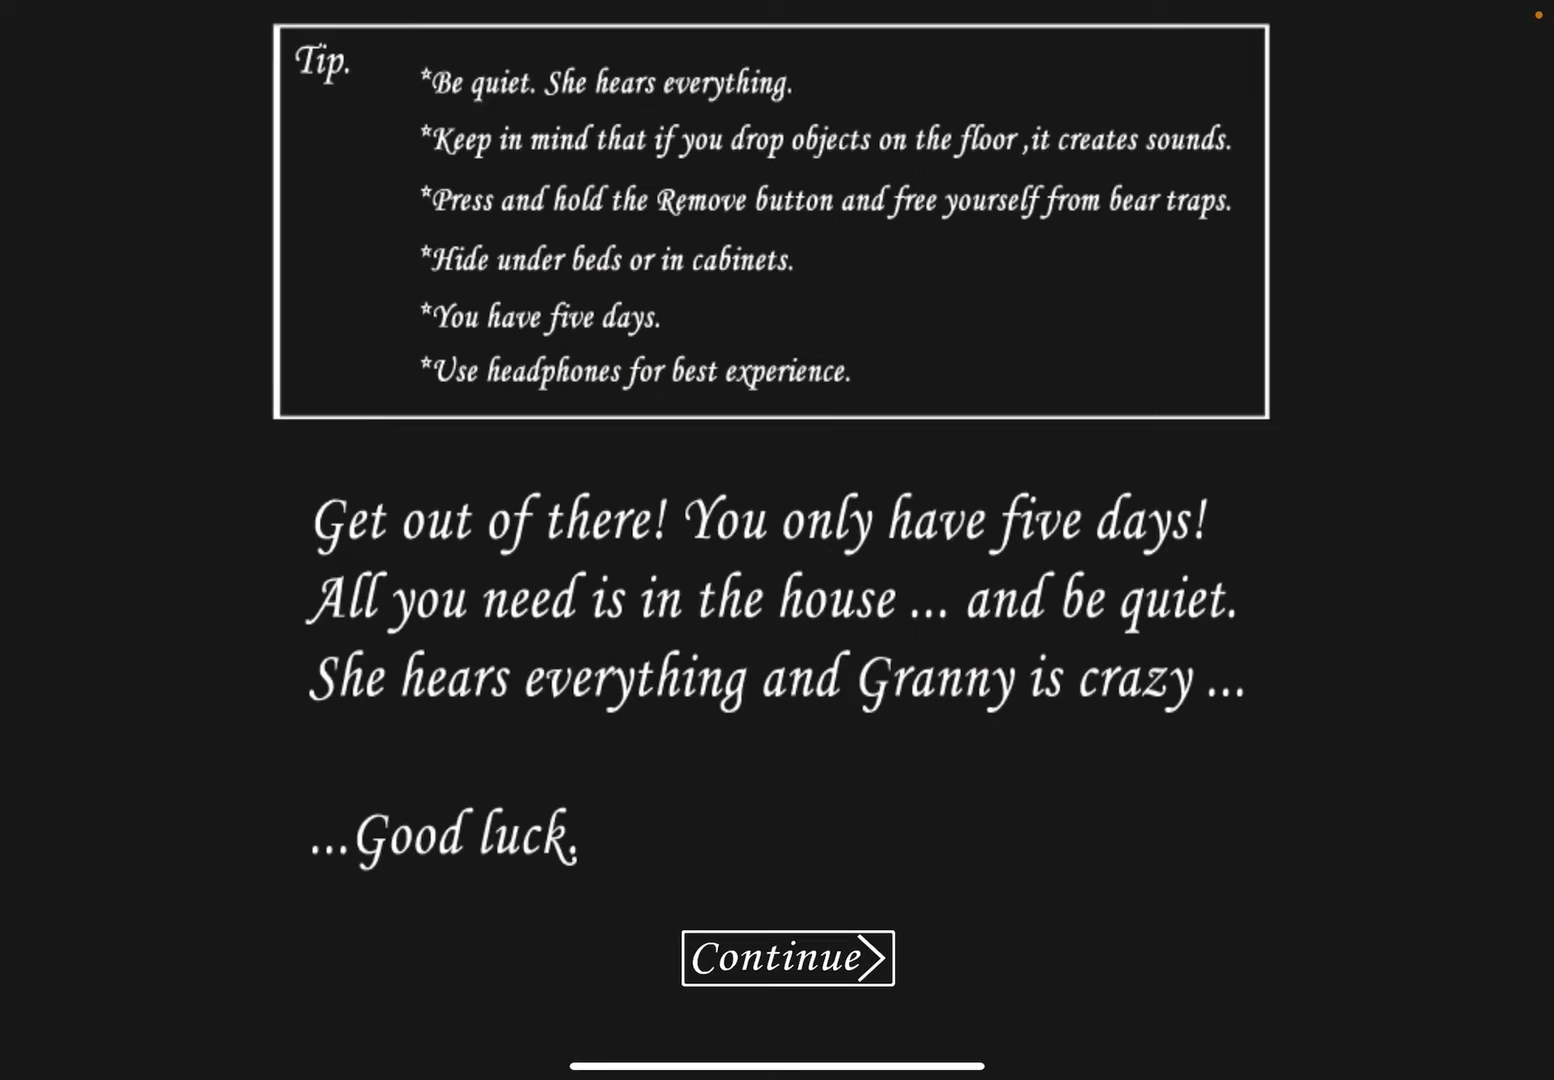 Tip.
*Be quiet. She hears everything.
*Keep in mind that if you drop objects on the floor ,it creates sounds.
*Press and hold the Remove button and free yourself from bear traps.
*Hide under beds or in cabinets.
*You have five days.
*Use headphones for best experience.
Get out of there! You only have five days!
All you need is in the house ... and be quiet.
She hears everything and Granny is crazy ...
...Good luck.
Continue>